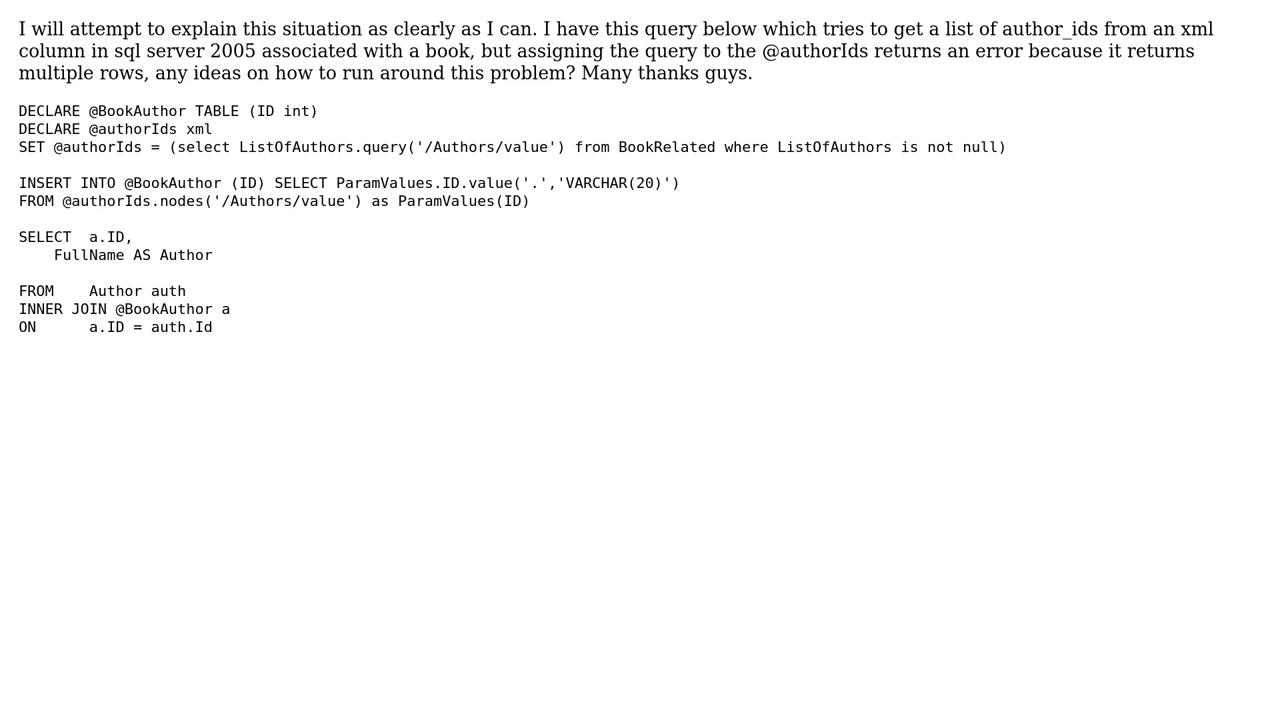 I will attempt to explain this situation as clearly as I can. I have this query below which tries to get a list of author_ids from an xml
column in sql server 2005 associated with a book, but assigning the query to the @authorIds returns an error because it returns
multiple rows, any ideas on how to run around this problem? Many thanks guys.
DECLARE @BookAuthor TABLE (ID int)
DECLARE @authorIds xml
SET @authorIds = (select ListOfAuthors.query('/Authors/value') from BookRelated where ListOfAuthors is not null)
INSERT INTO @BookAuthor (ID) SELECT ParamValues.ID.value('.','VARCHAR(20)')
FROM @authorIds.nodes('/Authors/value') as ParamValues(ID)
SELECT  a.ID,
    FullName AS Author
FROM    Author auth
INNER JOIN @BookAuthor a
ON      a.ID = auth.Id